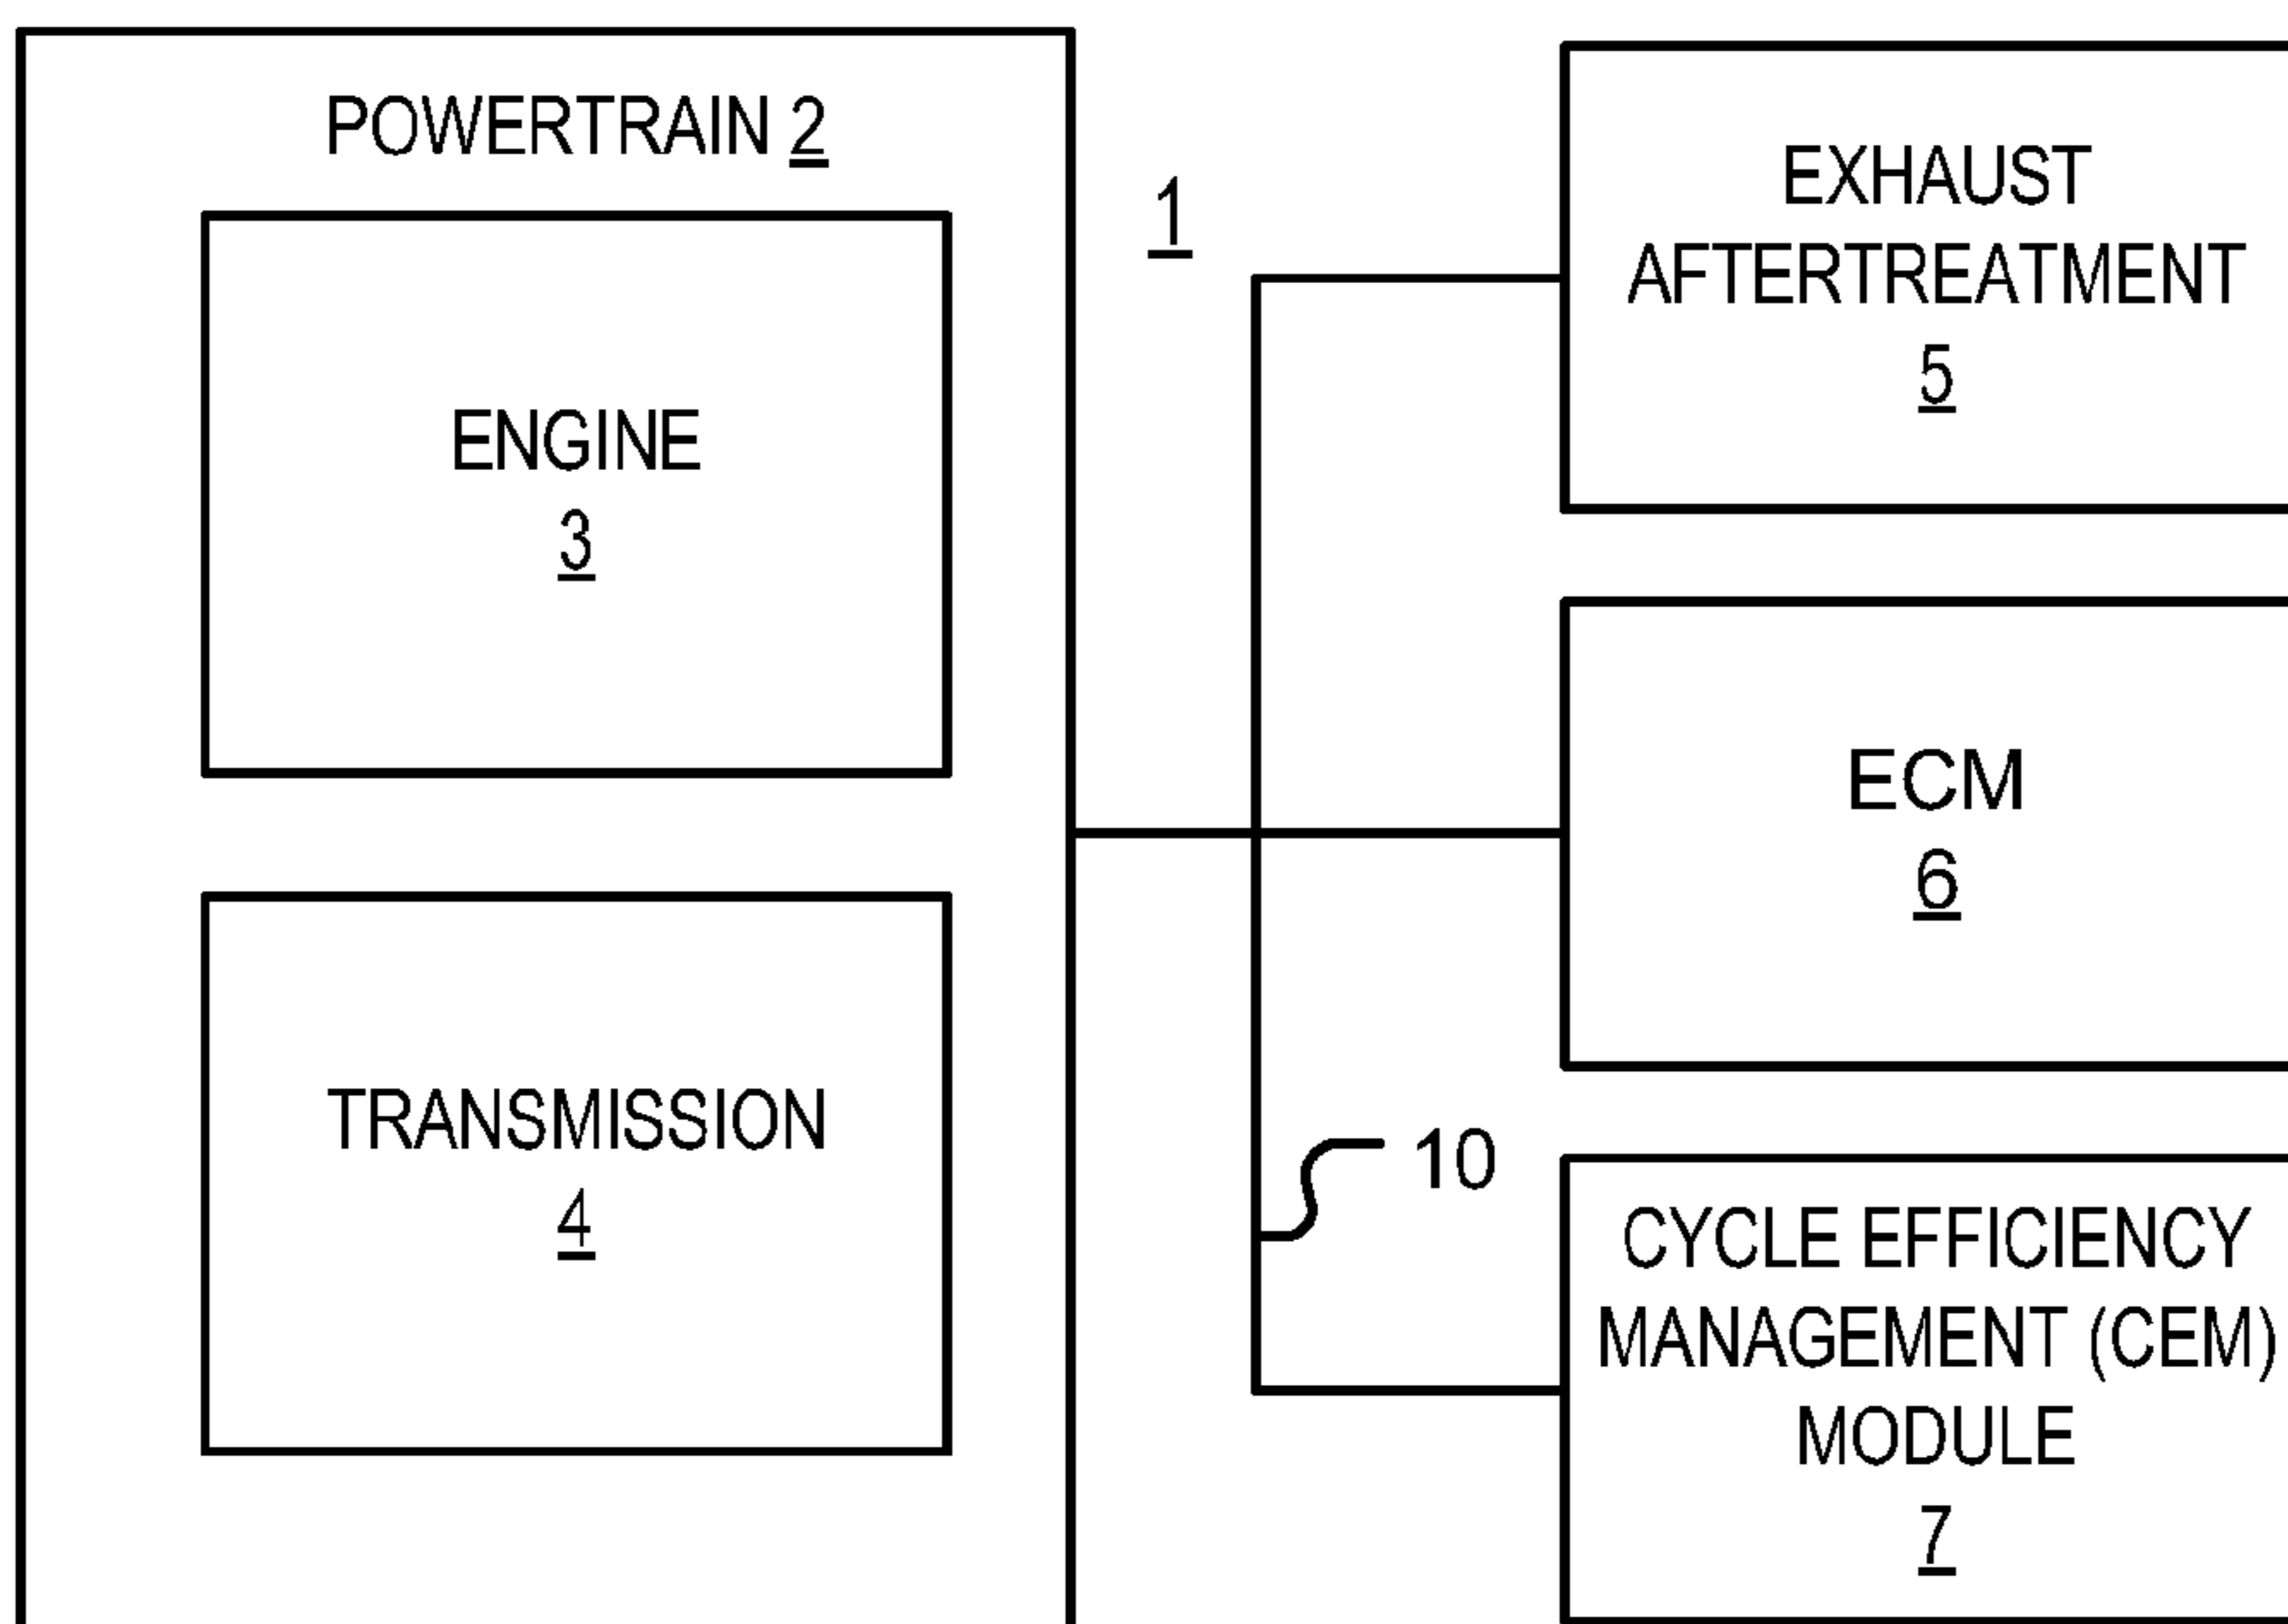 POWERTRAIN 2
ENGINE
3
TRANSMISSION
4
1
10
EXHAUST
AFTERTREATMENT
5
ECM
6
CYCLE EFFICIENCY
MANAGEMENT (CEM)
MODULE
7